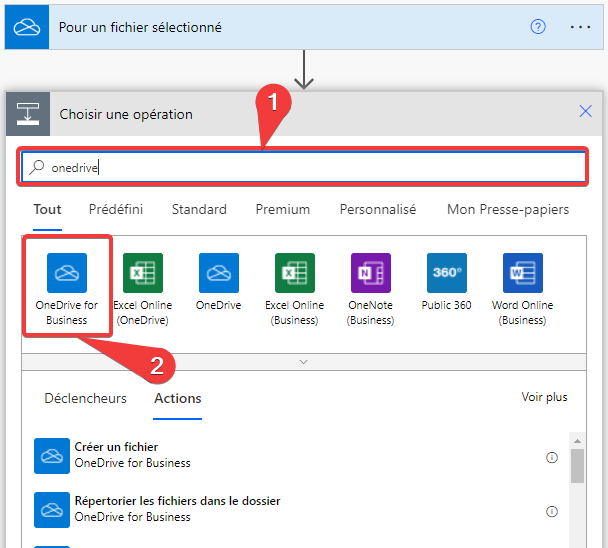 Pour un fichier sélectionné
?
Choisir une opération
1
onedrive
Tout Prédéfini Standard Premium Personnalisé Mon Presse-papiers
360°
OneDrive for Business
Excel Online (OneDrive)
OneDrive
Excel Online (Business)
OneNote (Business)
Public 360
Word Online (Business)
2
Déclencheurs Actions Voir plus
Créer un fichier
OneDrive for Business
Répertorier les fichiers dans le dossier
OneDrive for Business